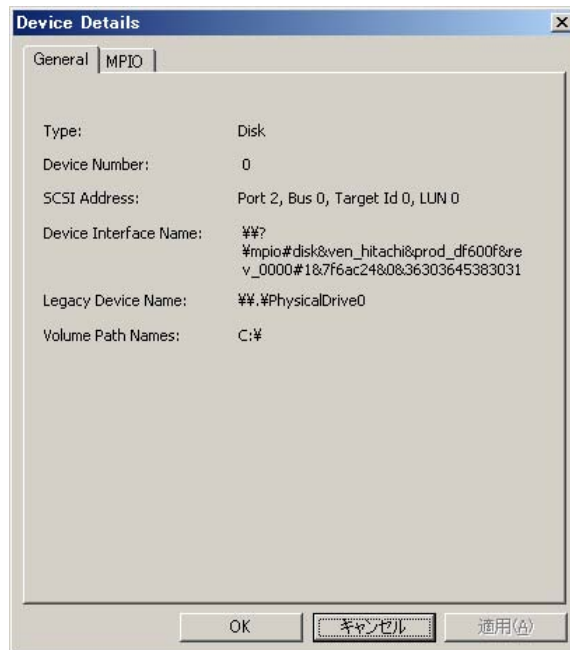 Device Details
General MPIO
Type: Disk
Device Number: 0
SCSI Address: Port 2, Bus 0, Target Id 0, LUN 0
Device Interface Name: ¥¥?
¥mpio#disk&ven_hitachi&prod_df600f&re
v_0000#1&7f6ac24&0&36303645383031
Legacy Device Name: ¥¥.¥PhysicalDrive0
Volume Path Names: C:¥
OK キャンセル 適用(A)